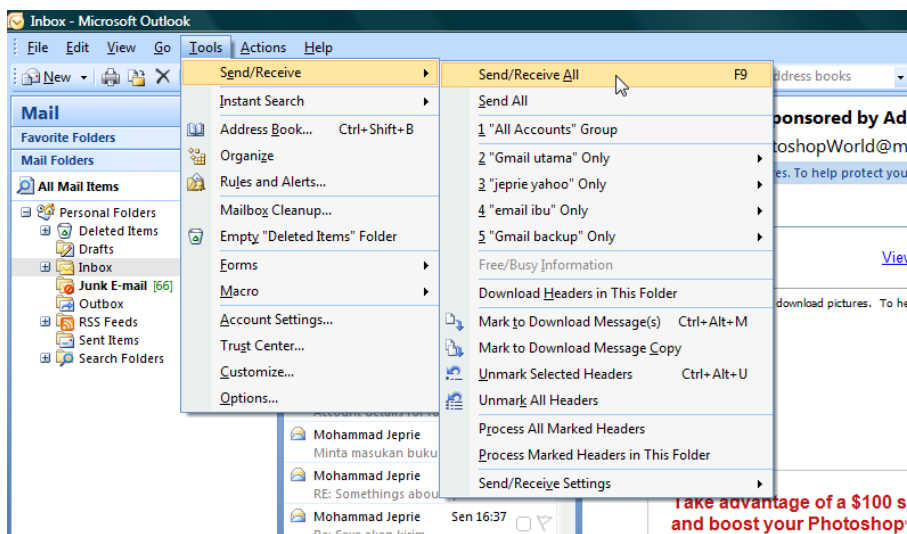 Inbox - Microsoft Outlook
File Edit View Go Tools Actions Help
New
ddress books
Mail
Favorite Folders
Mail Folders
All Mail Items
Personal Folders
Deleted Items
Drafts
Inbox
Junk E-mail [66]
Outbox
RSS Feeds
Sent Items
Search Folders
Send/Receive
Instant Search
Address Book... Ctrl+Shift+B
Organize
Rules and Alerts...
Mailbox Cleanup...
Empty "Deleted Items" Folder
Forms
Macro
Account Settings...
Trust Center...
Customize...
Options...
Send/Receive All F9
Send All
1 "All Accounts" Group
2 "Gmail utama" Only
3 "jeprie yahoo" Only
4 "email ibu" Only
5 "Gmail backup" Only
Free/Busy Information
Download Headers in This Folder
Mark to Download Message(s) Ctrl+Alt+M
Mark to Download Message Copy
Unmark Selected Headers Ctrl+Alt+U
Unmark All Headers
Process All Marked Headers
Process Marked Headers in This Folder
Send/Receive Settings
ponsored by Ad
toshopWorld@m
res. To help protect you
View
download pictures. To he
Mohammad Jeprie
Minta masukan buku
Mohammad Jeprie
RE: Somethings abou
Mohammad Jeprie Sen 16:37
Take advantage of a $100 s
and boost your Photoshop